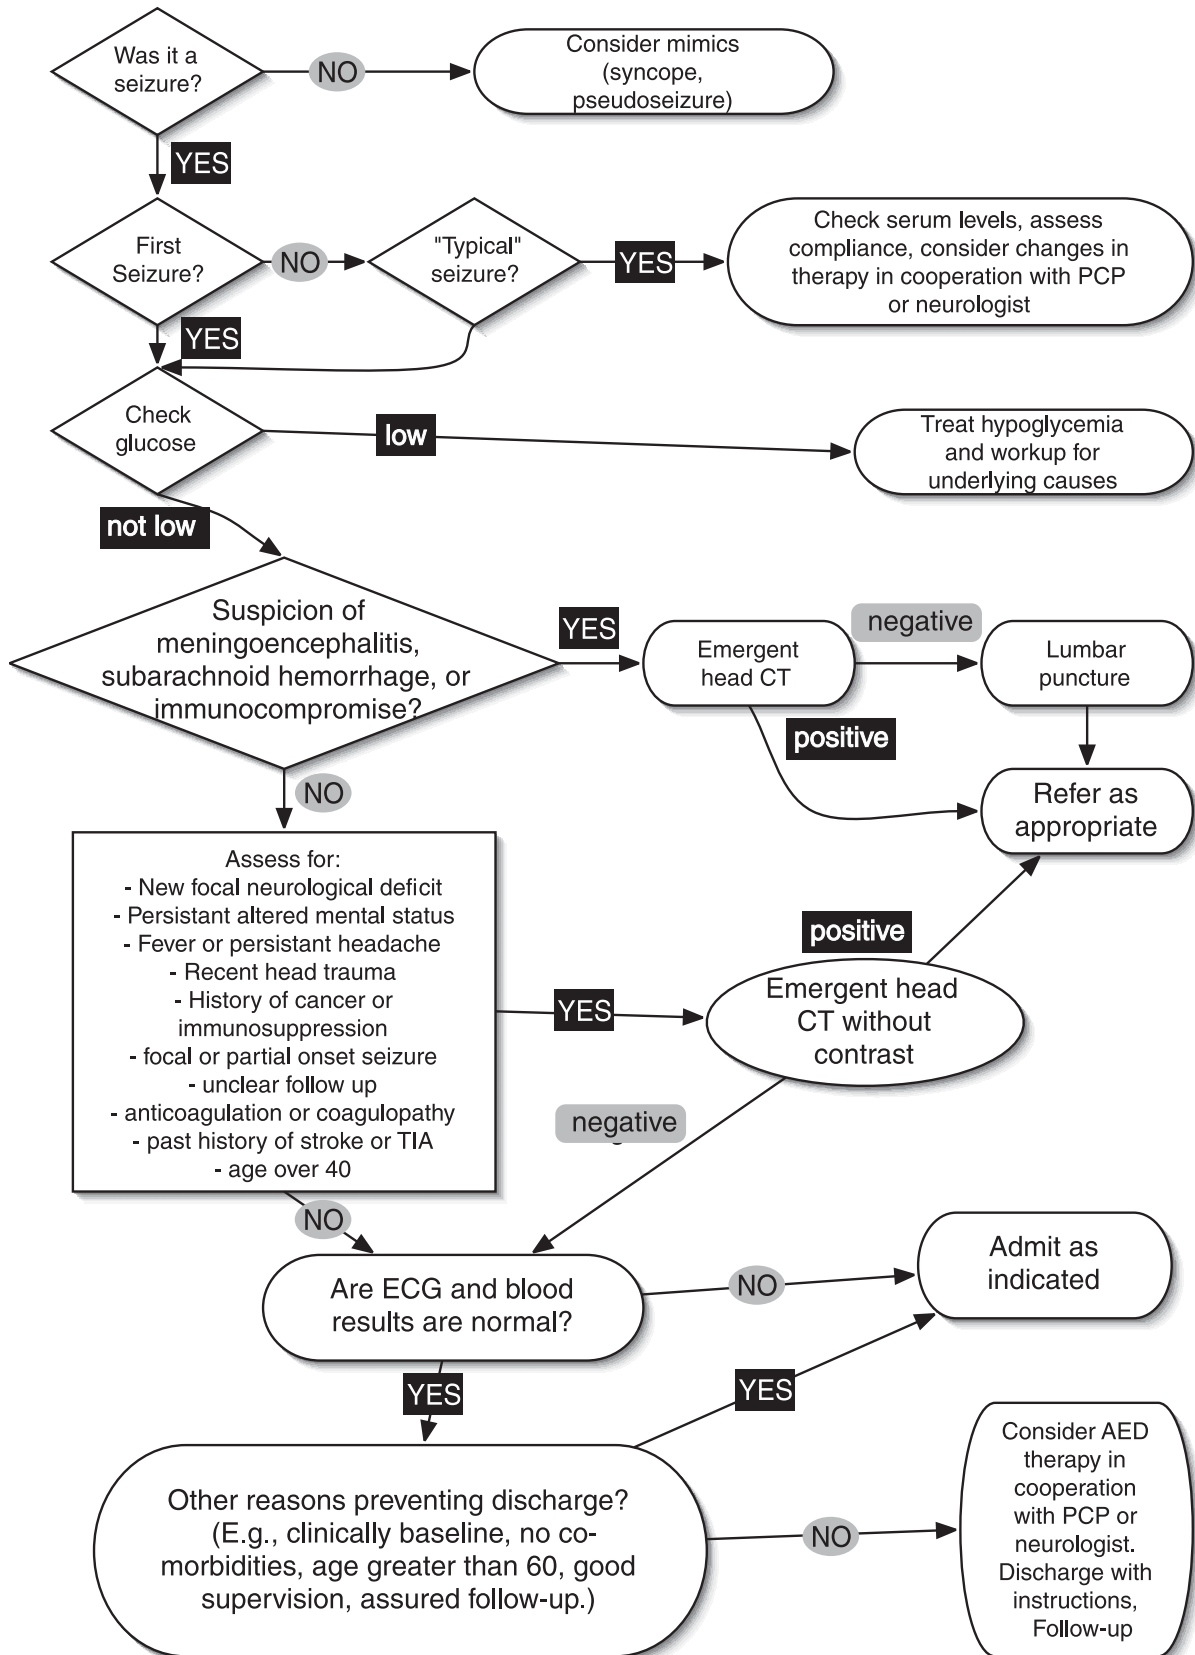 Was it a
seizure?
NO
Consider mimics
(syncope,
pseudoseizure)
YES
First
Seizure?
NO
"Typical"
seizure?
YES
Check serum levels, assess
compliance, consider changes in
therapy in cooperation with PCP
or neurologist
YES
Check
glucose
low
Treat hypoglycemia
and workup for
underlying causes
not low
Suspicion of
meningoencephalitis,
subarachnoid hemorrhage, or
immunocompromise?
YES
Emergent
head CT
negative
Lumbar
puncture
positive
Refer as
appropriate
NO
Assess for:
- New focal neurological deficit
- Persistant altered mental status
- Fever or persistant headache
- Recent head trauma
- History of cancer or
immunosuppression
- focal or partial onset seizure
- unclear follow up
- anticoagulation or coagulopathy
- past history of stroke or TIA
- age over 40
YES
positive
Emergent head
CT without
contrast
negative
NO
Are ECG and blood
results are normal?
NO
Admit as
indicated
YES
YES
Other reasons preventing discharge?
(E.g., clinically baseline, no co-
morbidities, age greater than 60, good
supervision, assured follow-up.)
NO
Consider AED
therapy in
cooperation
with PCP or
neurologist.
Discharge with
instructions,
Follow-up